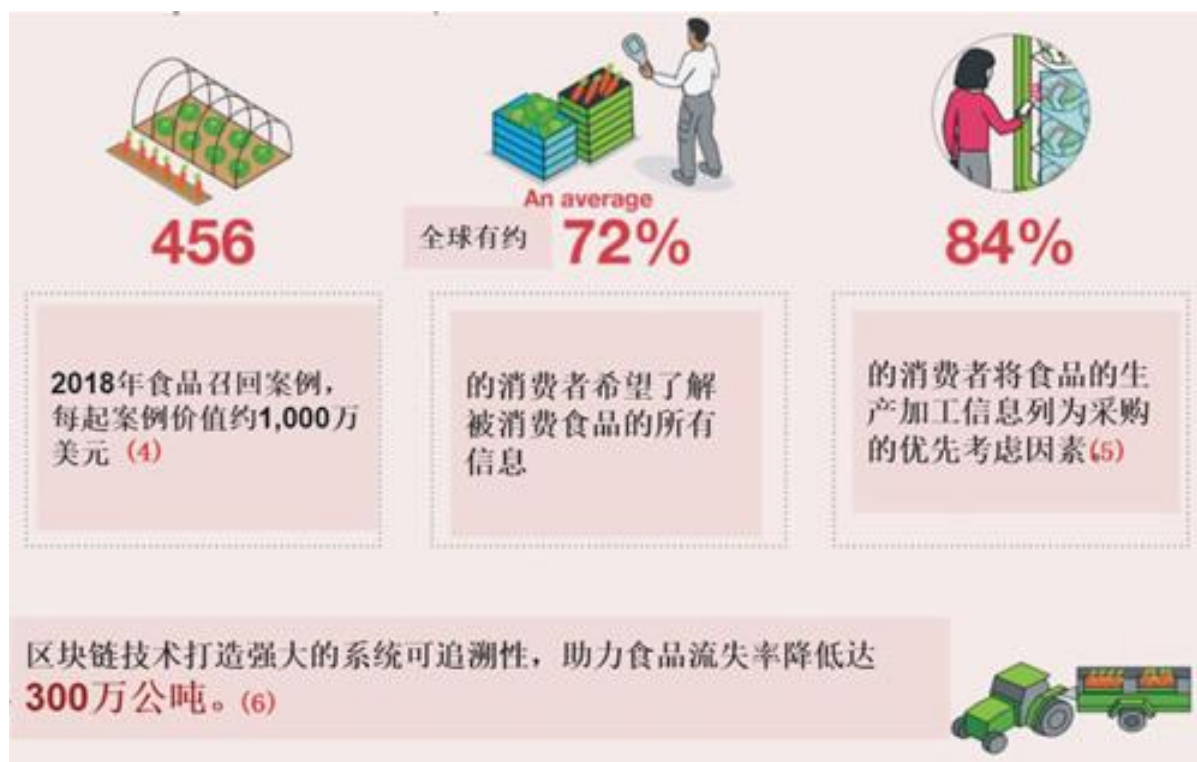 An average
456
全球有约 72%
84%
2018年食品召回案例，
每起案例价值约1,000万
美元 (4)
的消费者希望了解
被消费食品的所有
信息
的消费者将食品的生
产加工信息列为采购
的优先考虑因素(5)
区块链技术打造强大的系统可追溯性，助力食品流失率降低达
300万公吨。(6)